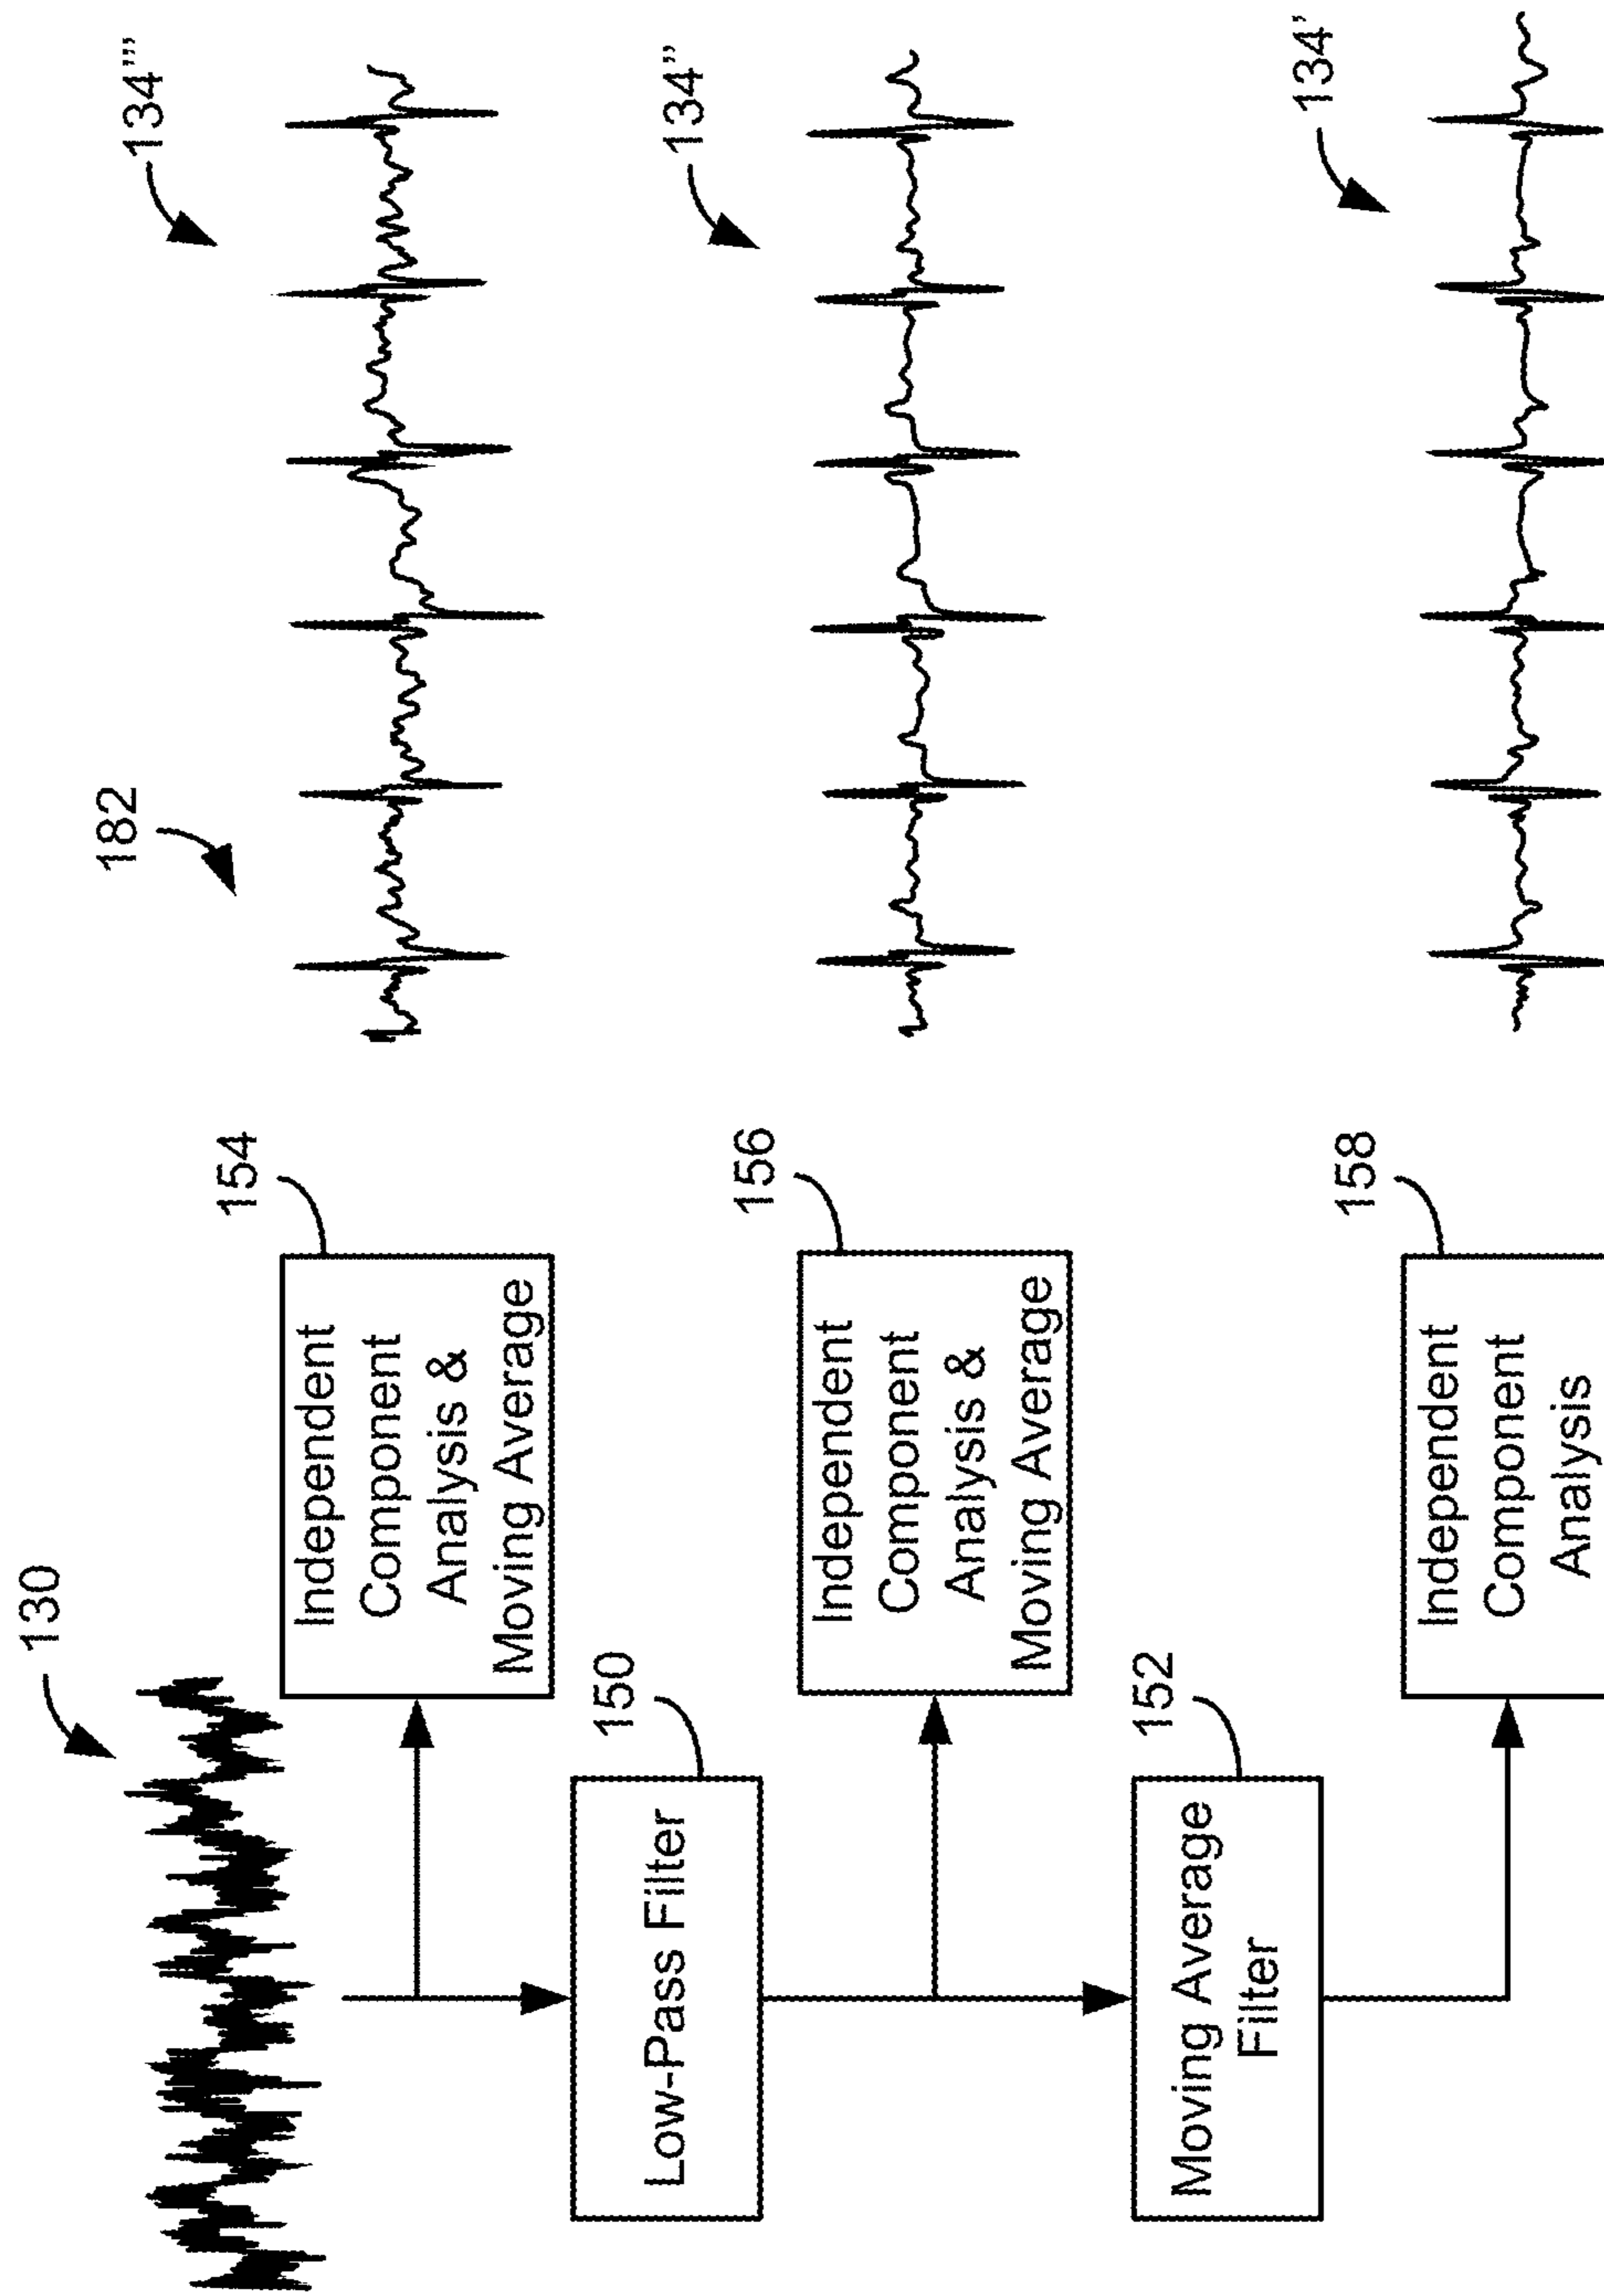 130
182
134'''
154
Independent
Component
Analysis &
Moving Average
150
Low-Pass Filter
134''
156
Independent
Component
Analysis &
Moving Average
152
Moving Average
Filter
134'
158
Independent
Component
Analysis